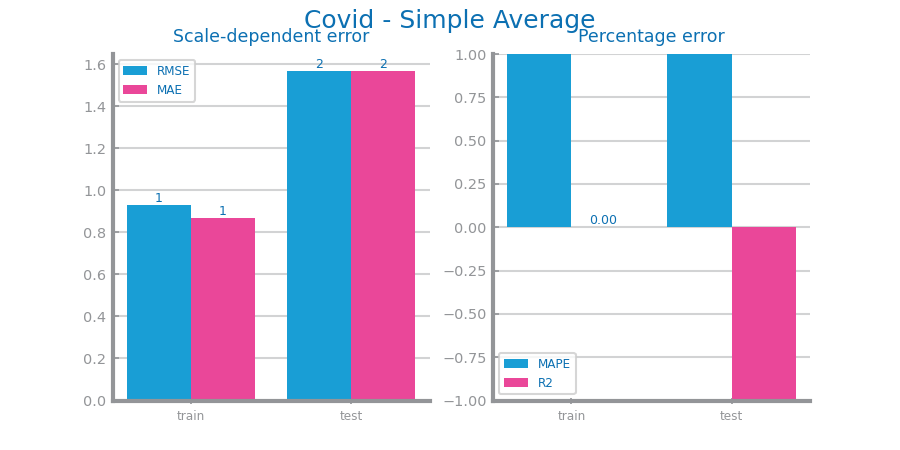 Covid - Simple Average
Scale-dependent error
1.6
1.4
1.2
1.0
0.8
0.6
0.4
0.2
0.0
RMSE
MAE
1
1
2
2
train
test
Percentage error
1.00
0.75
0.50
0.25
0.00
−0.25
−0.50
−0.75
−1.00
0.00
MAPE
R2
train
test